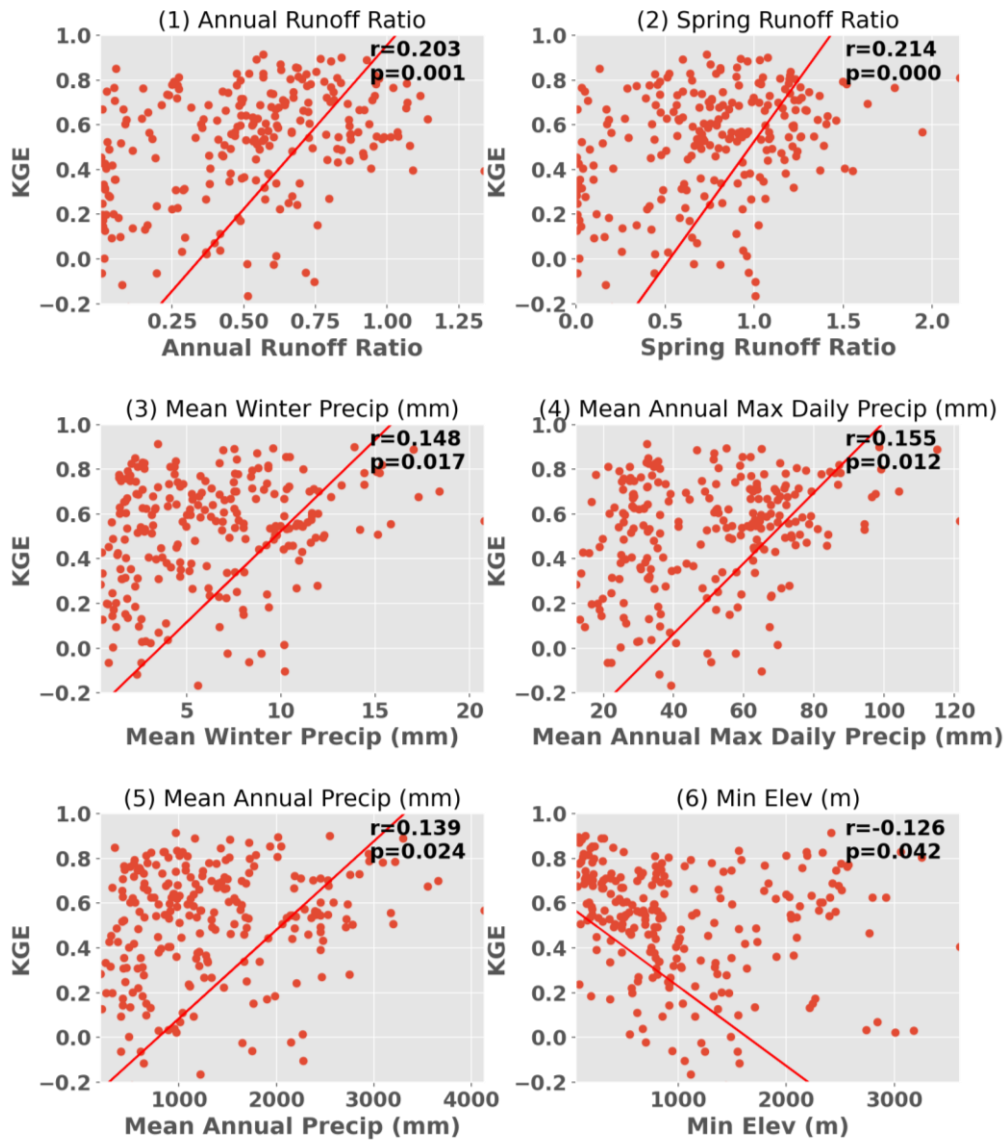 (1) Annual Runoff Ratio
r=0.203
p=0.001
1.0
0.8
0.6
0.4
0.2
0.0
−0.2
KGE
0.25 0.50 0.75 1.00 1.25
Annual Runoff Ratio
(2) Spring Runoff Ratio
r=0.214
p=0.000
1.0
0.8
0.6
0.4
0.2
0.0
−0.2
KGE
0.0 0.5 1.0 1.5 2.0
Spring Runoff Ratio
(3) Mean Winter Precip (mm)
r=0.148
p=0.017
1.0
0.8
0.6
0.4
0.2
0.0
−0.2
KGE
5 10 15 20
Mean Winter Precip (mm)
(4) Mean Annual Max Daily Precip (mm)
r=0.155
p=0.012
1.0
0.8
0.6
0.4
0.2
0.0
−0.2
KGE
20 40 60 80 100 120
Mean Annual Max Daily Precip (mm)
(5) Mean Annual Precip (mm)
r=0.139
p=0.024
1.0
0.8
0.6
0.4
0.2
0.0
−0.2
KGE
1000 2000 3000 4000
Mean Annual Precip (mm)
(6) Min Elev (m)
r=-0.126
p=0.042
1.0
0.8
0.6
0.4
0.2
0.0
−0.2
KGE
1000 2000 3000
Min Elev (m)